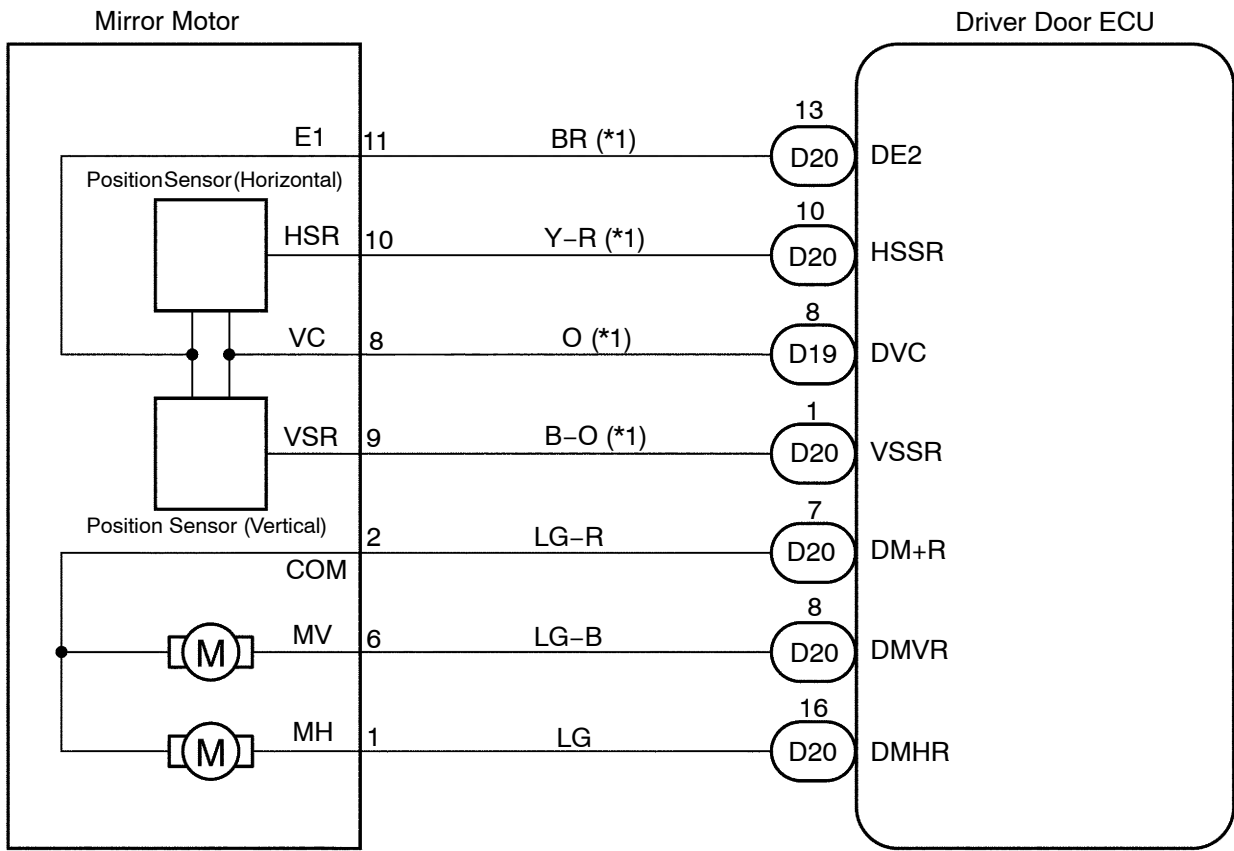 Mirror Motor
Driver Door ECU
E1
11
BR (*1)
13
D20
DE2
Position Sensor (Horizontal)
HSR
10
Y−R (*1)
10
D20
HSSR
VC
8
O (*1)
8
D19
DVC
VSR
9
B−O (*1)
1
D20
VSSR
Position Sensor (Vertical)
COM
2
LG−R
7
D20
DM+R
M
MV
6
LG−B
8
D20
DMVR
M
MH
1
LG
16
D20
DMHR